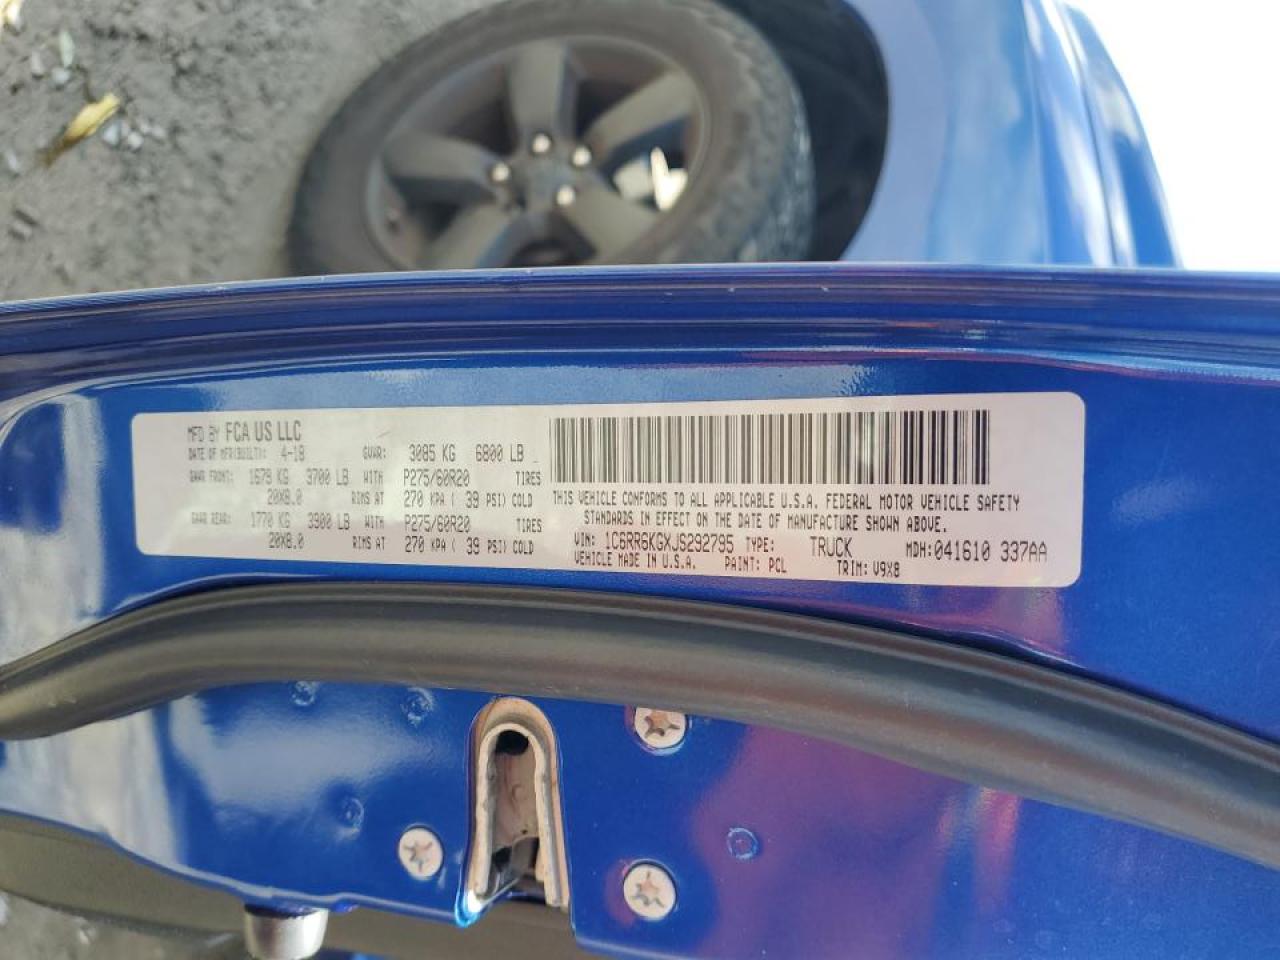 MFD BY FCA US LLC
DATE OF MFR(BUILT): 4-18 GVWR: 3085 KG 6800 LB
GAWR FRONT: 1678 KG 3700 LB WITH P275/60R20 TIRES
20X8.0 RIMS AT 270 KPA ( 39 PSI) COLD
GAWR REAR: 1770 KG 3900 LB WITH P275/60R20 TIRES
20X8.0 RIMS AT 270 KPA ( 39 PSI) COLD
THIS VEHICLE CONFORMS TO ALL APPLICABLE U.S.A. FEDERAL MOTOR VEHICLE SAFETY
STANDARDS IN EFFECT ON THE DATE OF MANUFACTURE SHOWN ABOVE.
VIN: 1C6RR6KGXJS292795 TYPE: TRUCK MDH:041610 337AA
VEHICLE MADE IN U.S.A. PAINT: PCL TRIM: V9X8